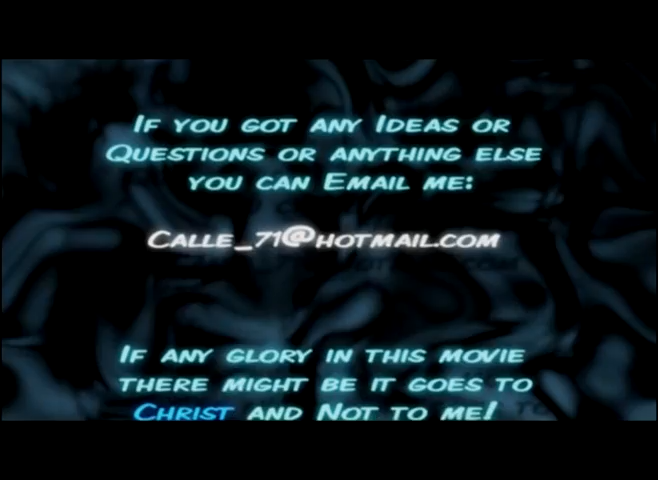 If you got any Ideas or
Questions or anything else
you can Email me:
Calle_71@hotmail.com
If any glory in this movie
there might be it goes to
Christ and Not to me!